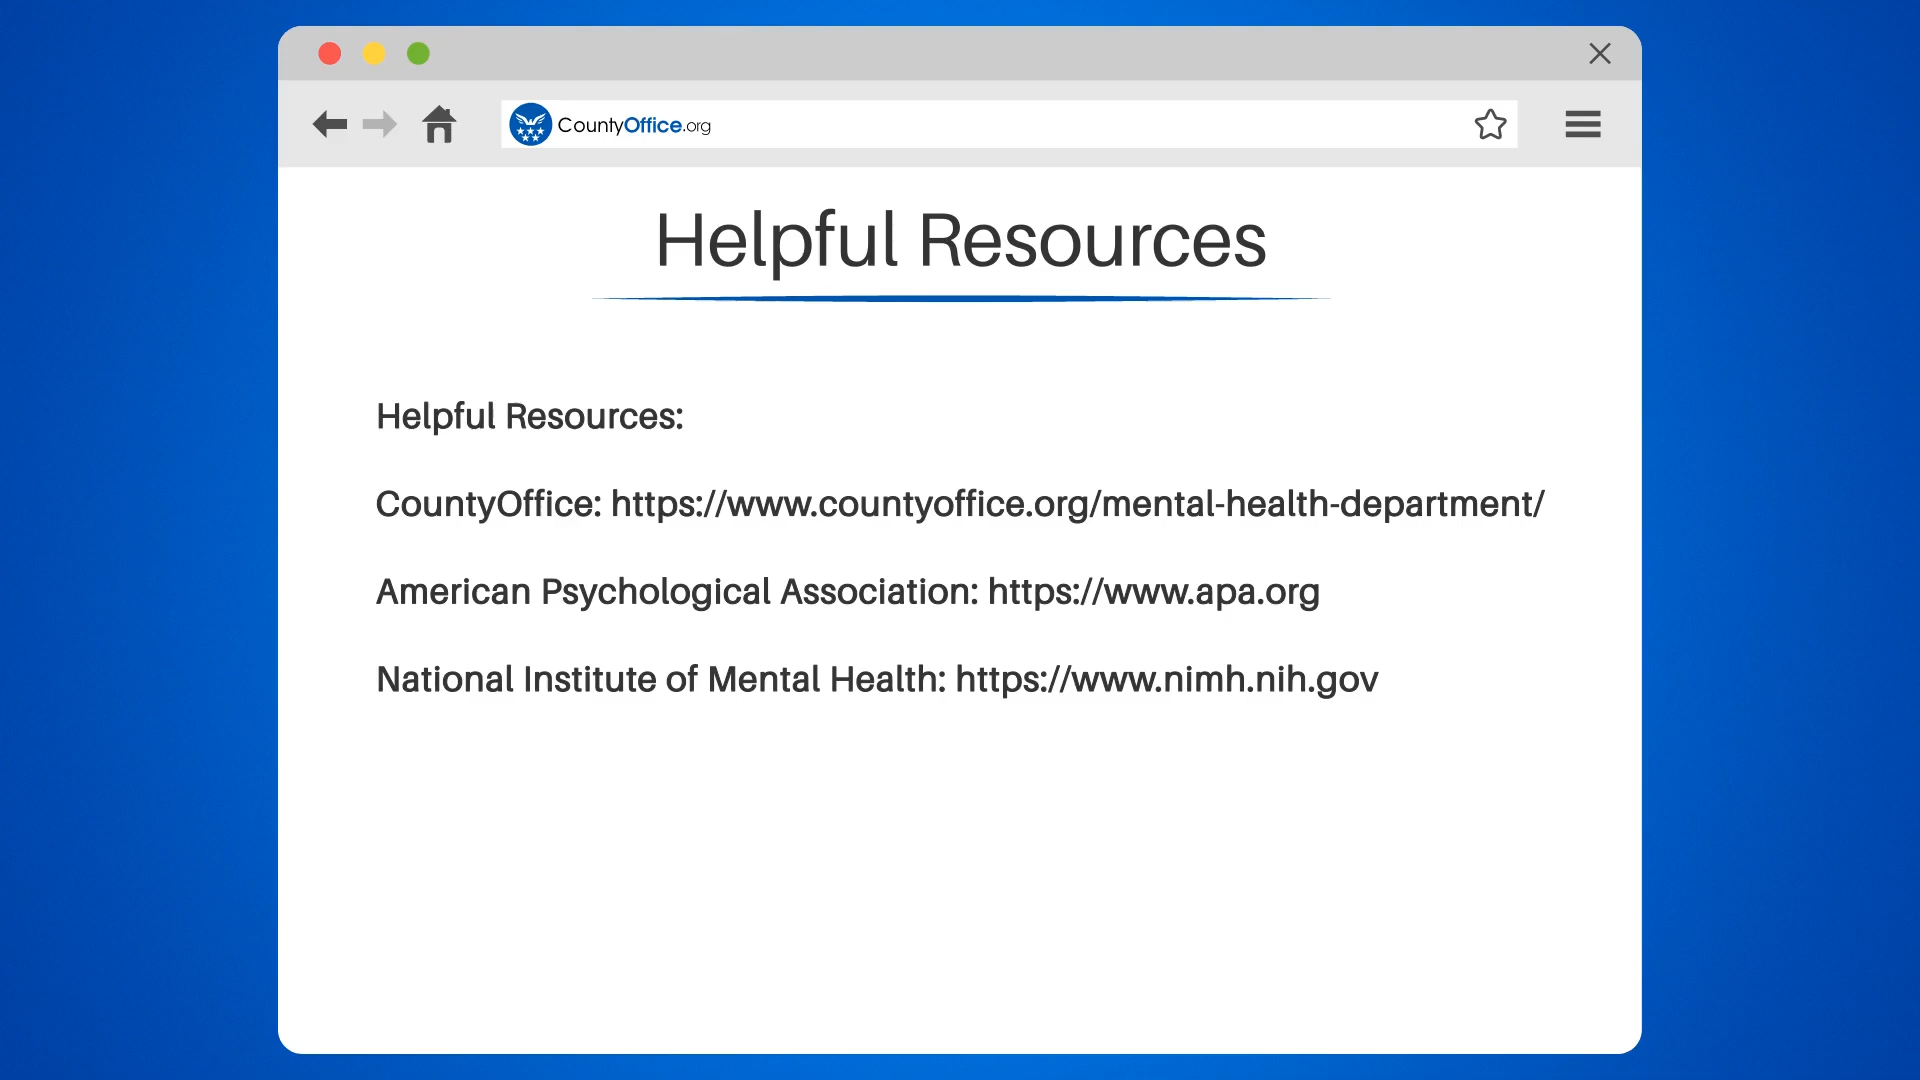 CountyOffice.org
Helpful Resources
Helpful Resources:
CountyOffice: https://www.countyoffice.org/mental-health-department/
American Psychological Association: https://www.apa.org
National Institute of Mental Health: https://www.nimh.nih.gov